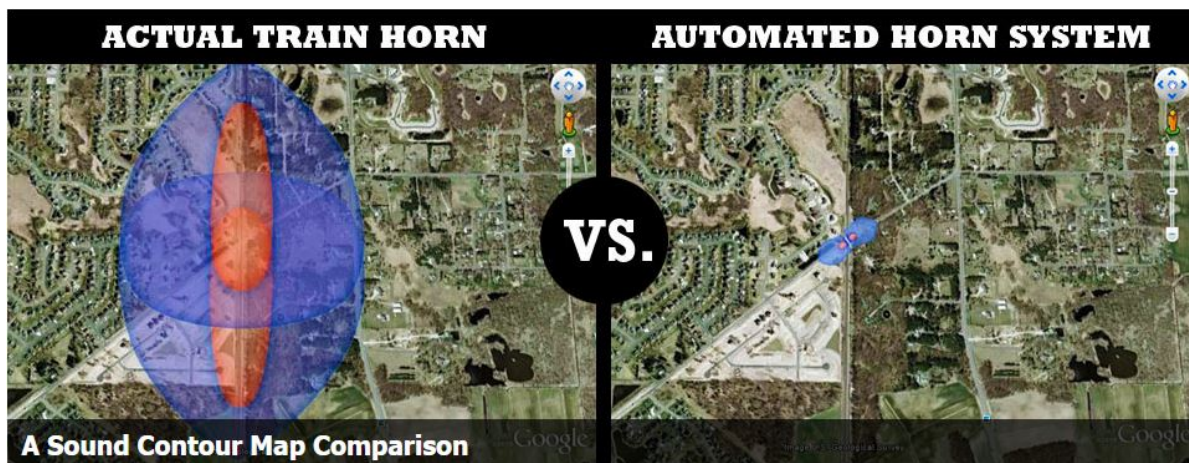 ACTUAL TRAIN HORN
AUTOMATED HORN SYSTEM
VS.
A Sound Contour Map Comparison
Google
Google